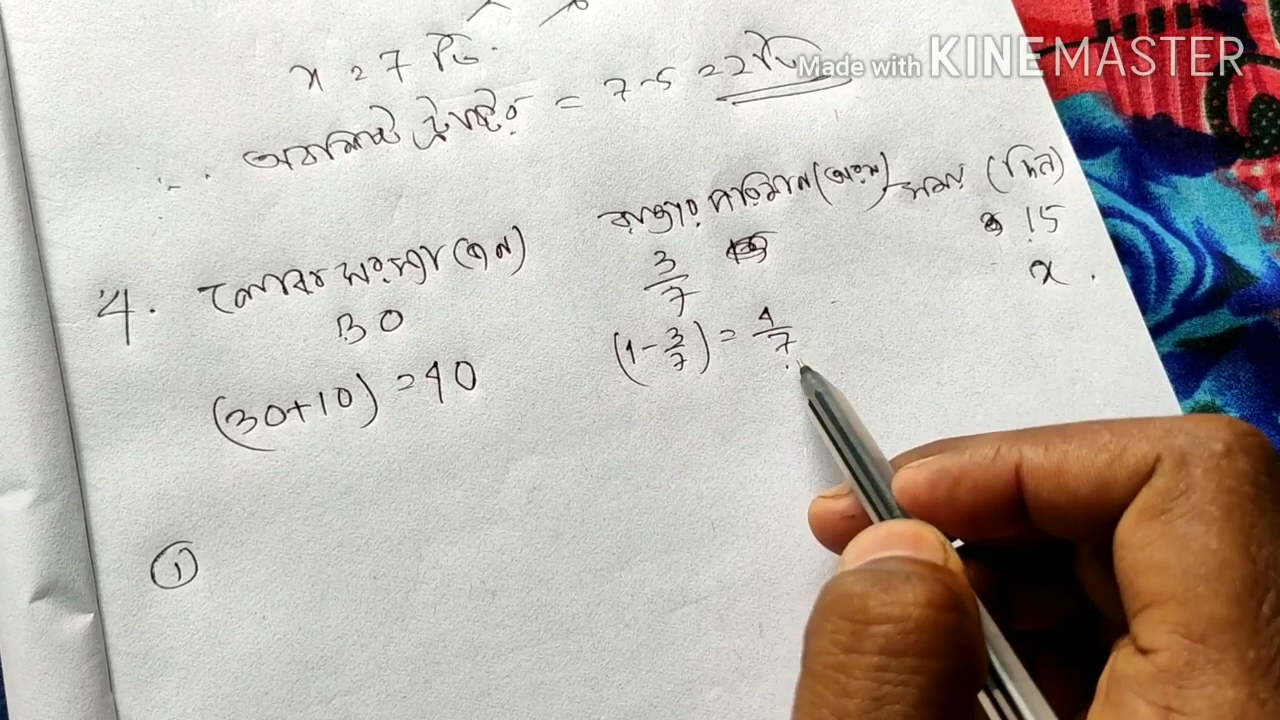 Made with KINEMASTER
x = 7 টি.
∴ অবশিষ্ট ট্রাক্টর = 7-5 = 2 টি
4. লোকের সংখ্যা (জন) রাস্তার পরিমাণ (অংশ) সময় (দিন)
30 3/7 15
(30+10) = 40 (1 - 3/7) = 4/7 x
①